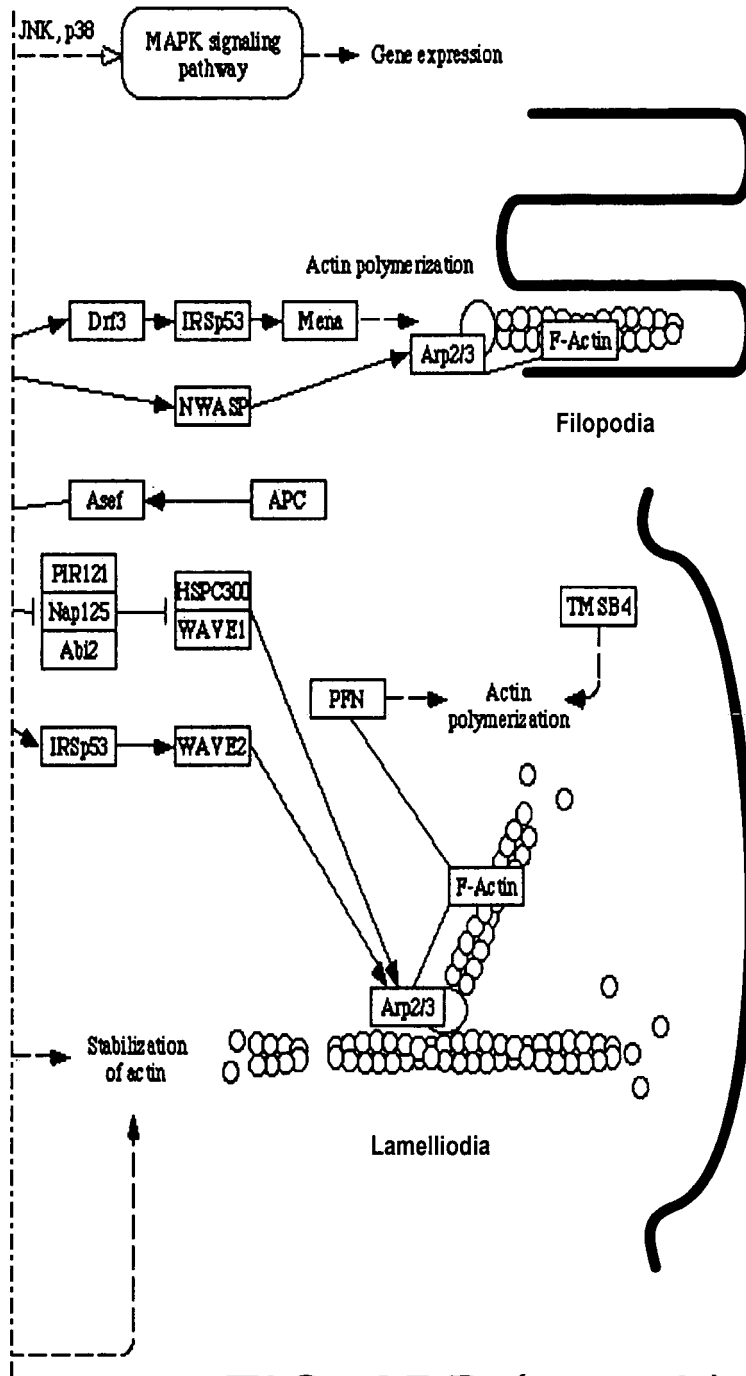 JNK, p38
MAPK signaling
pathway
Gene expression
Actin polymerization
Drf3
IRSp53
Mena
Arp2/3
F-Actin
NWASP
Filopodia
Asef
APC
PIR121
Nap125
Abi2
HSPC300
WAVE1
TMSB4
PFN
Actin
polymerization
IRSp53
WAVE2
F-Actin
Arp2/3
Stabilization
of actin
Lamelliodia